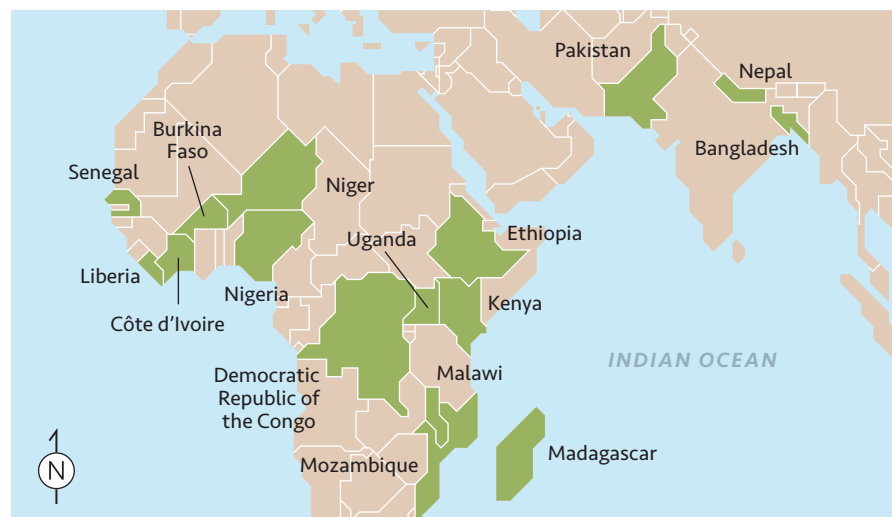 Pakistan
Nepal
Burkina
Faso
Bangladesh
Senegal
Niger
Ethiopia
Uganda
Liberia
Nigeria
Kenya
Côte d’Ivoire
INDIAN OCEAN
Democratic
Republic of
the Congo
Malawi
Madagascar
Mozambique
N